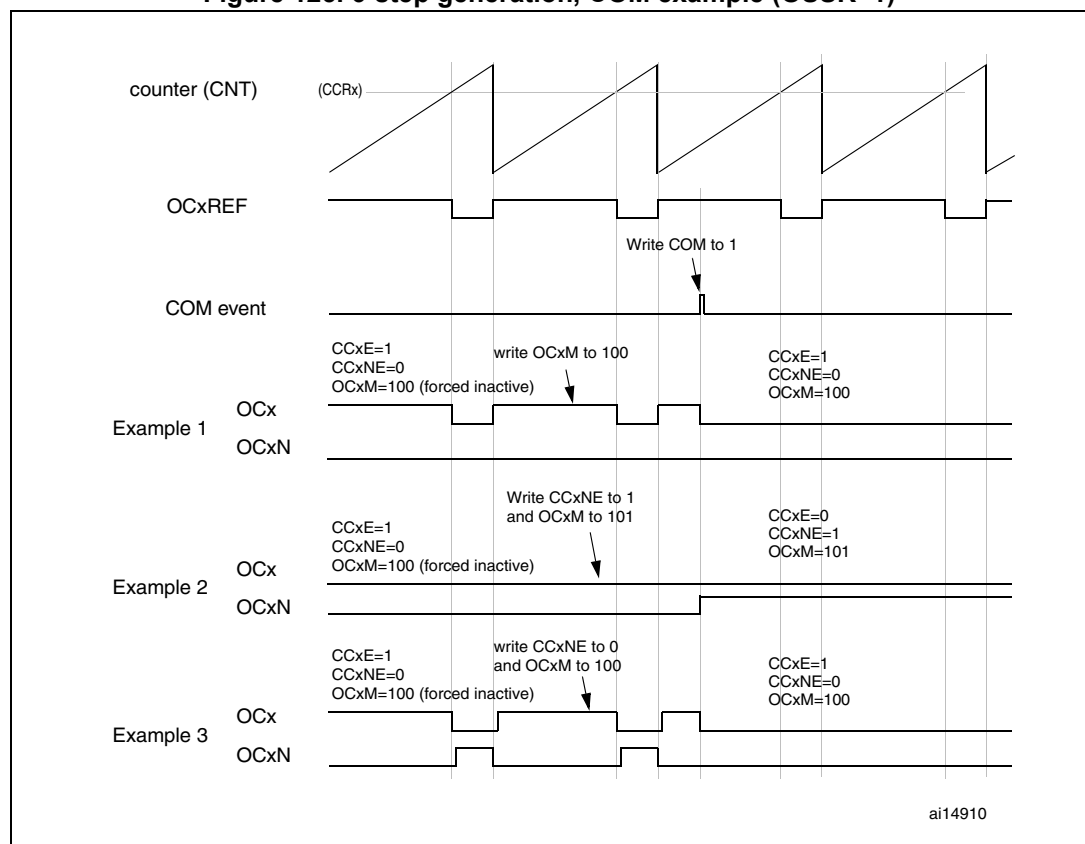 Figure generation, COM example
counter (CNT)
(CCRx)
OCxREF
Write COM to 1
COM event
CCxE=1
CCxNE=0
OCxM=100 (forced inactive)
write OCxM to 100
CCxE=1
CCxNE=0
OCxM=100
Example 1
OCx
OCxN
CCxE=1
CCxNE=0
OCxM=100 (forced inactive)
Write CCxNE to 1
and OCxM to 101
CCxE=0
CCxNE=1
OCxM=101
Example 2
OCx
OCxN
CCxE=1
CCxNE=0
OCxM=100 (forced inactive)
write CCxNE to 0
and OCxM to 100
CCxE=1
CCxNE=0
OCxM=100
Example 3
OCx
OCxN
ai14910